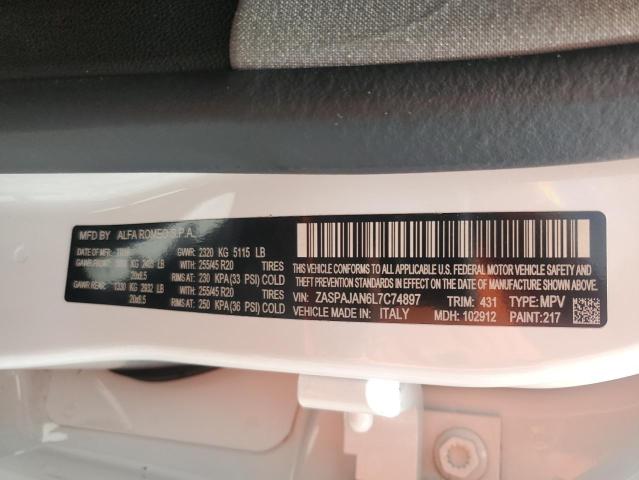 MFD BY ALFA ROMEO S.P.A.
DATE OF MFR GVWR: 2320 KG 5115 LB
GAWR FRONT: KG LB WITH: 255/45 R20 TIRES
20x8.5 RIMS AT: 230 KPA (33 PSI) COLD
GAWR REAR: 1330 KG 2932 LB WITH: 255/45 R20 TIRES
20x8.5 RIMS AT: 250 KPA (36 PSI) COLD
THIS VEHICLE CONFORMS TO ALL APPLICABLE U.S. FEDERAL MOTOR VEHICLE SAFETY AND
THEFT PREVENTION STANDARDS IN EFFECT ON THE DATE OF MANUFACTURE SHOWN ABOVE.
VIN: ZASPAJAN6L7C74897 TRIM: 431 TYPE: MPV
VEHICLE MADE IN: ITALY MDH: 102912 PAINT: 217